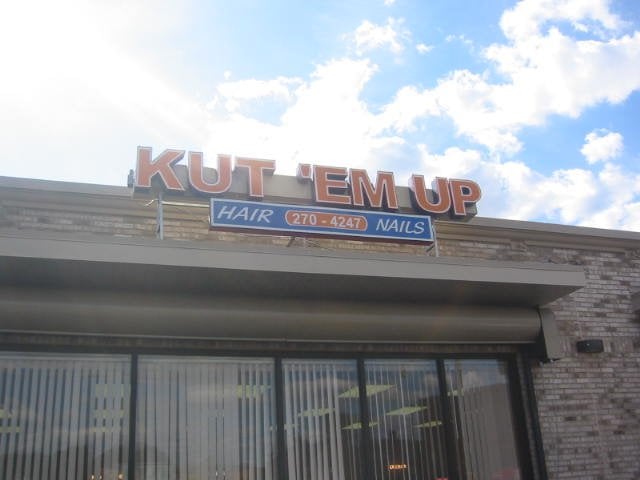 KUT 'EM UP
HAIR 270-4247 NAILS